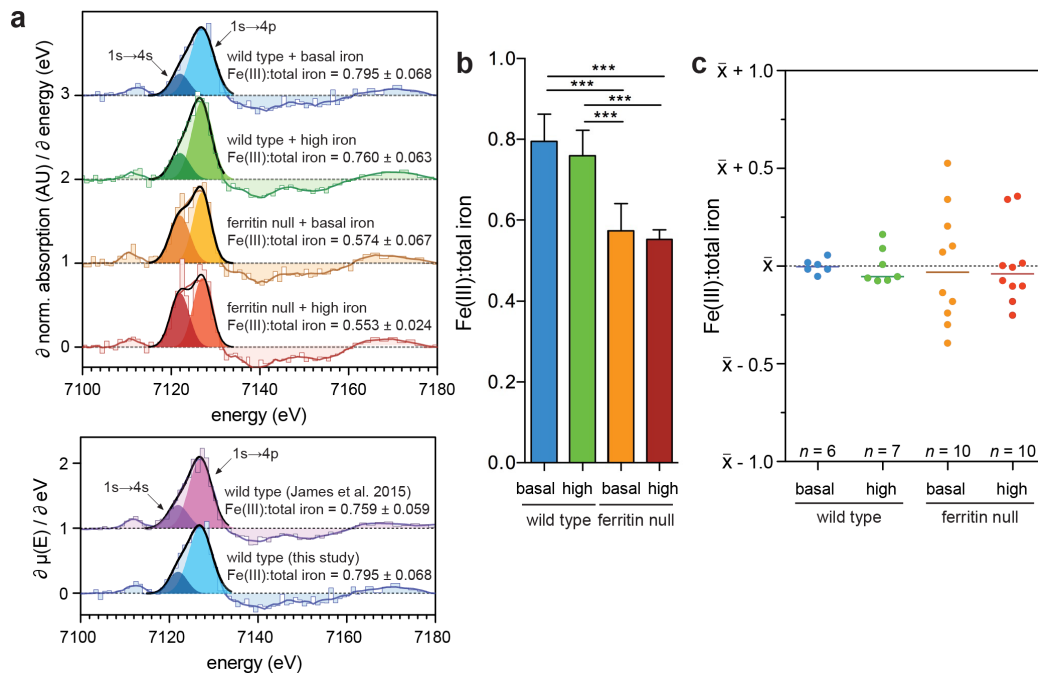 a
∂ norm. absorption (AU) / ∂ energy (eV)
3
2
1
0
1s→4s
1s→4p
wild type + basal iron
Fe(III):total iron = 0.795 ± 0.068
wild type + high iron
Fe(III):total iron = 0.760 ± 0.063
ferritin null + basal iron
Fe(III):total iron = 0.574 ± 0.067
ferritin null + high iron
Fe(III):total iron = 0.553 ± 0.024
7100 7120 7140 7160 7180
energy (eV)
∂ μ(E) / ∂ eV
2
1
0
1s→4p
1s→4s
wild type (James et al. 2015)
Fe(III):total iron = 0.759 ± 0.059
wild type (this study)
Fe(III):total iron = 0.795 ± 0.068
7100 7120 7140 7160 7180
energy (eV)
b
Fe(III):total iron
1.0
0.8
0.6
0.4
0.2
0.0
***
***
***
***
basal high basal high
wild type ferritin null
c
Fe(III):total iron
x̄ + 1.0
x̄ + 0.5
x̄
x̄ - 0.5
x̄ - 1.0
n = 6 n = 7 n = 10 n = 10
basal high basal high
wild type ferritin null